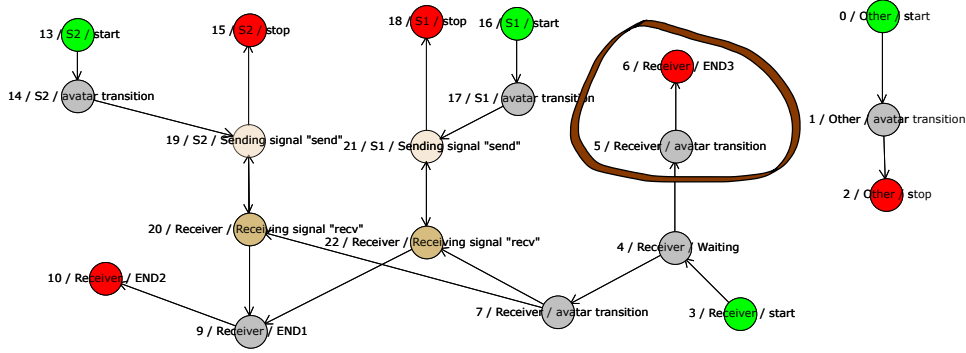 0 / Other / start
18 / S1 / stop
16 / S1 / start
15 / S2 / stop
13 / S2 / start
6 / Receiver / END3
14 / S2 / avatar transition
17 / S1 / avatar transition
1 / Other / avatar transition
19 / S2 / Sending signal "send"
21 / S1 / Sending signal "send"
5 / Receiver / avatar transition
2 / Other / stop
20 / Receiver / Receiving signal "recv"
22 / Receiver / Receiving signal "recv"
4 / Receiver / Waiting
10 / Receiver / END2
7 / Receiver / avatar transition
3 / Receiver / start
9 / Receiver / END1